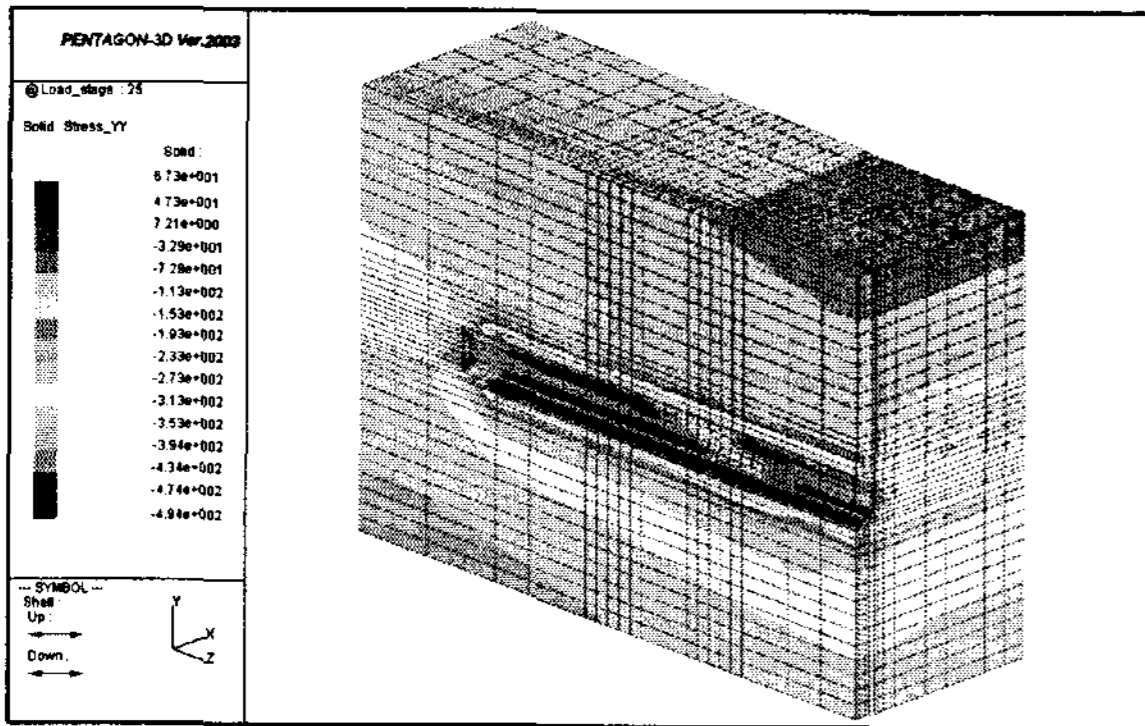 PENTAGON-3D Ver.2003
@Load_stage : 25
Solid Stress_YY
Solid :
6.73e+001
4.73e+001
7.21e+000
-3.29e+001
-7.29e+001
-1.13e+002
-1.53e+002
-1.93e+002
-2.33e+002
-2.73e+002
-3.13e+002
-3.53e+002
-3.94e+002
-4.34e+002
-4.74e+002
-4.94e+002
--- SYMBOL ---
Shell :
Up :
Down :
Y
X
Z